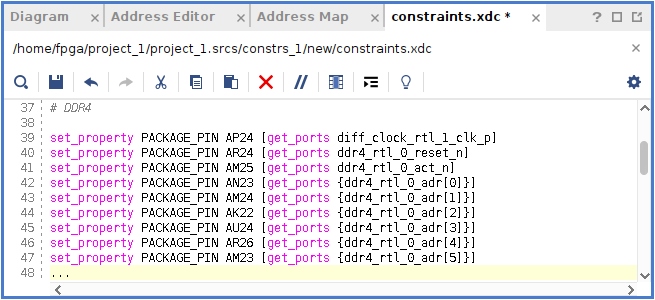 Diagram × Address Editor × Address Map × constraints.xdc * × ? □ ⧉
/home/fpga/project_1/project_1.srcs/constrs_1/new/constraints.xdc ×
37 # DDR4
38
39 set_property PACKAGE_PIN AP24 [get_ports diff_clock_rtl_1_clk_p]
40 set_property PACKAGE_PIN AR24 [get_ports ddr4_rtl_0_reset_n]
41 set_property PACKAGE_PIN AM25 [get_ports ddr4_rtl_0_act_n]
42 set_property PACKAGE_PIN AN23 [get_ports {ddr4_rtl_0_adr[0]}]
43 set_property PACKAGE_PIN AM24 [get_ports {ddr4_rtl_0_adr[1]}]
44 set_property PACKAGE_PIN AK22 [get_ports {ddr4_rtl_0_adr[2]}]
45 set_property PACKAGE_PIN AU24 [get_ports {ddr4_rtl_0_adr[3]}]
46 set_property PACKAGE_PIN AR26 [get_ports {ddr4_rtl_0_adr[4]}]
47 set_property PACKAGE_PIN AM23 [get_ports {ddr4_rtl_0_adr[5]}]
48 ...